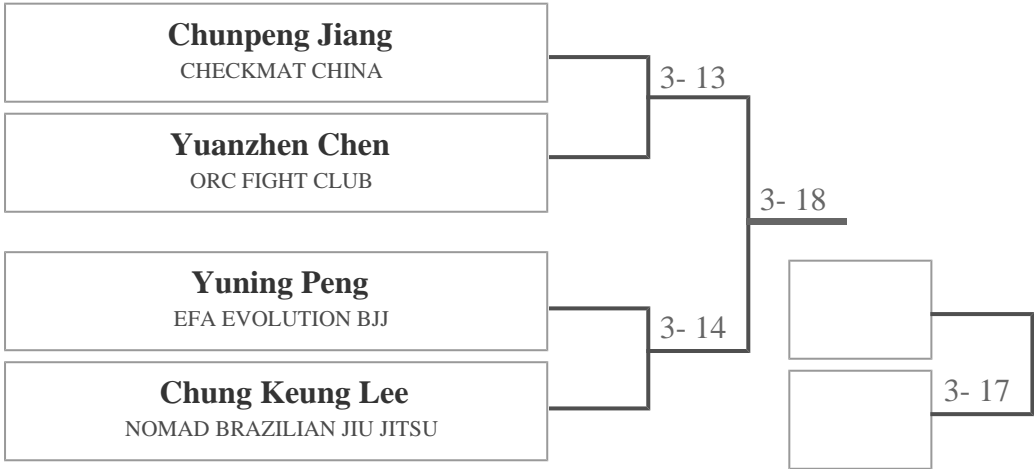 Chunpeng Jiang
CHECKMAT CHINA
3- 13
Yuanzhen Chen
ORC FIGHT CLUB
3- 18
Yuning Peng
EFA EVOLUTION BJJ
3- 14
Chung Keung Lee
NOMAD BRAZILIAN JIU JITSU
3- 17